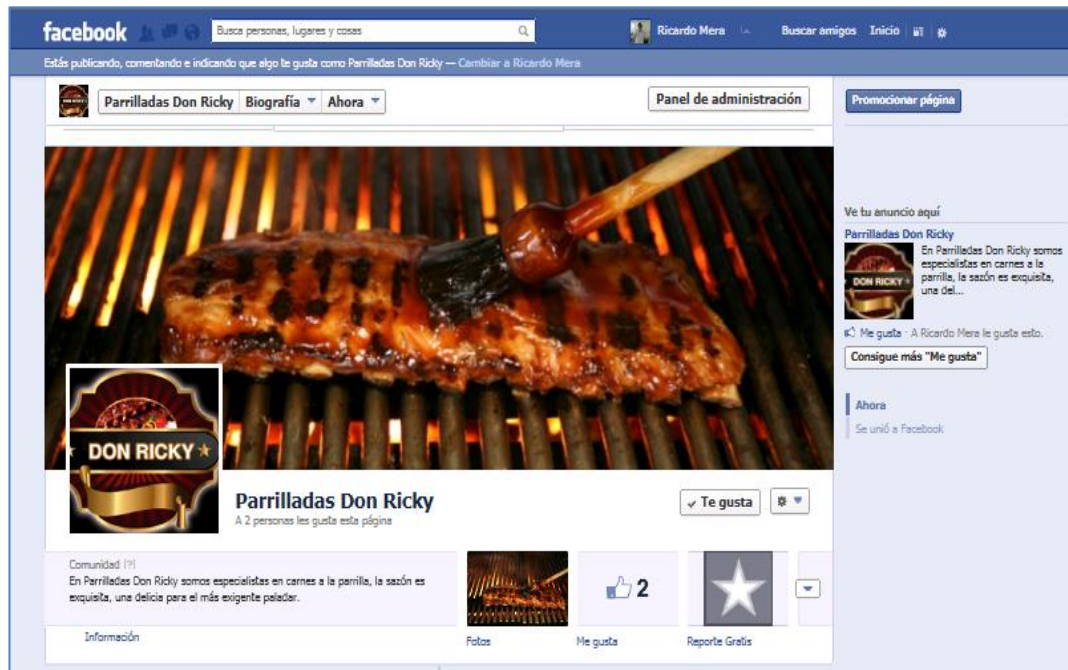 facebook
Busca personas, lugares y cosas
Ricardo Mera
Buscar amigos
Inicio
Estás publicando, comentando e indicando que algo te gusta como Parrilladas Don Ricky — Cambiar a Ricardo Mera
Parrilladas Don Ricky
Biografía
Ahora
Panel de administración
Promocionar página
Ve tu anuncio aquí
Parrilladas Don Ricky
DON RICKY
En Parrilladas Don Ricky somos
especialistas en carnes a la
parrilla, la sazón es exquisita,
una del...
Me gusta · A Ricardo Mera le gusta esto.
Consigue más "Me gusta"
Ahora
Se unió a Facebook
DON RICKY
Parrilladas Don Ricky
A 2 personas les gusta esta página
Te gusta
Comunidad [?]
En Parrilladas Don Ricky somos especialistas en carnes a la parrilla, la sazón es
exquisita, una delicia para el más exigente paladar.
Información
Fotos
2
Me gusta
Reporte Gratis